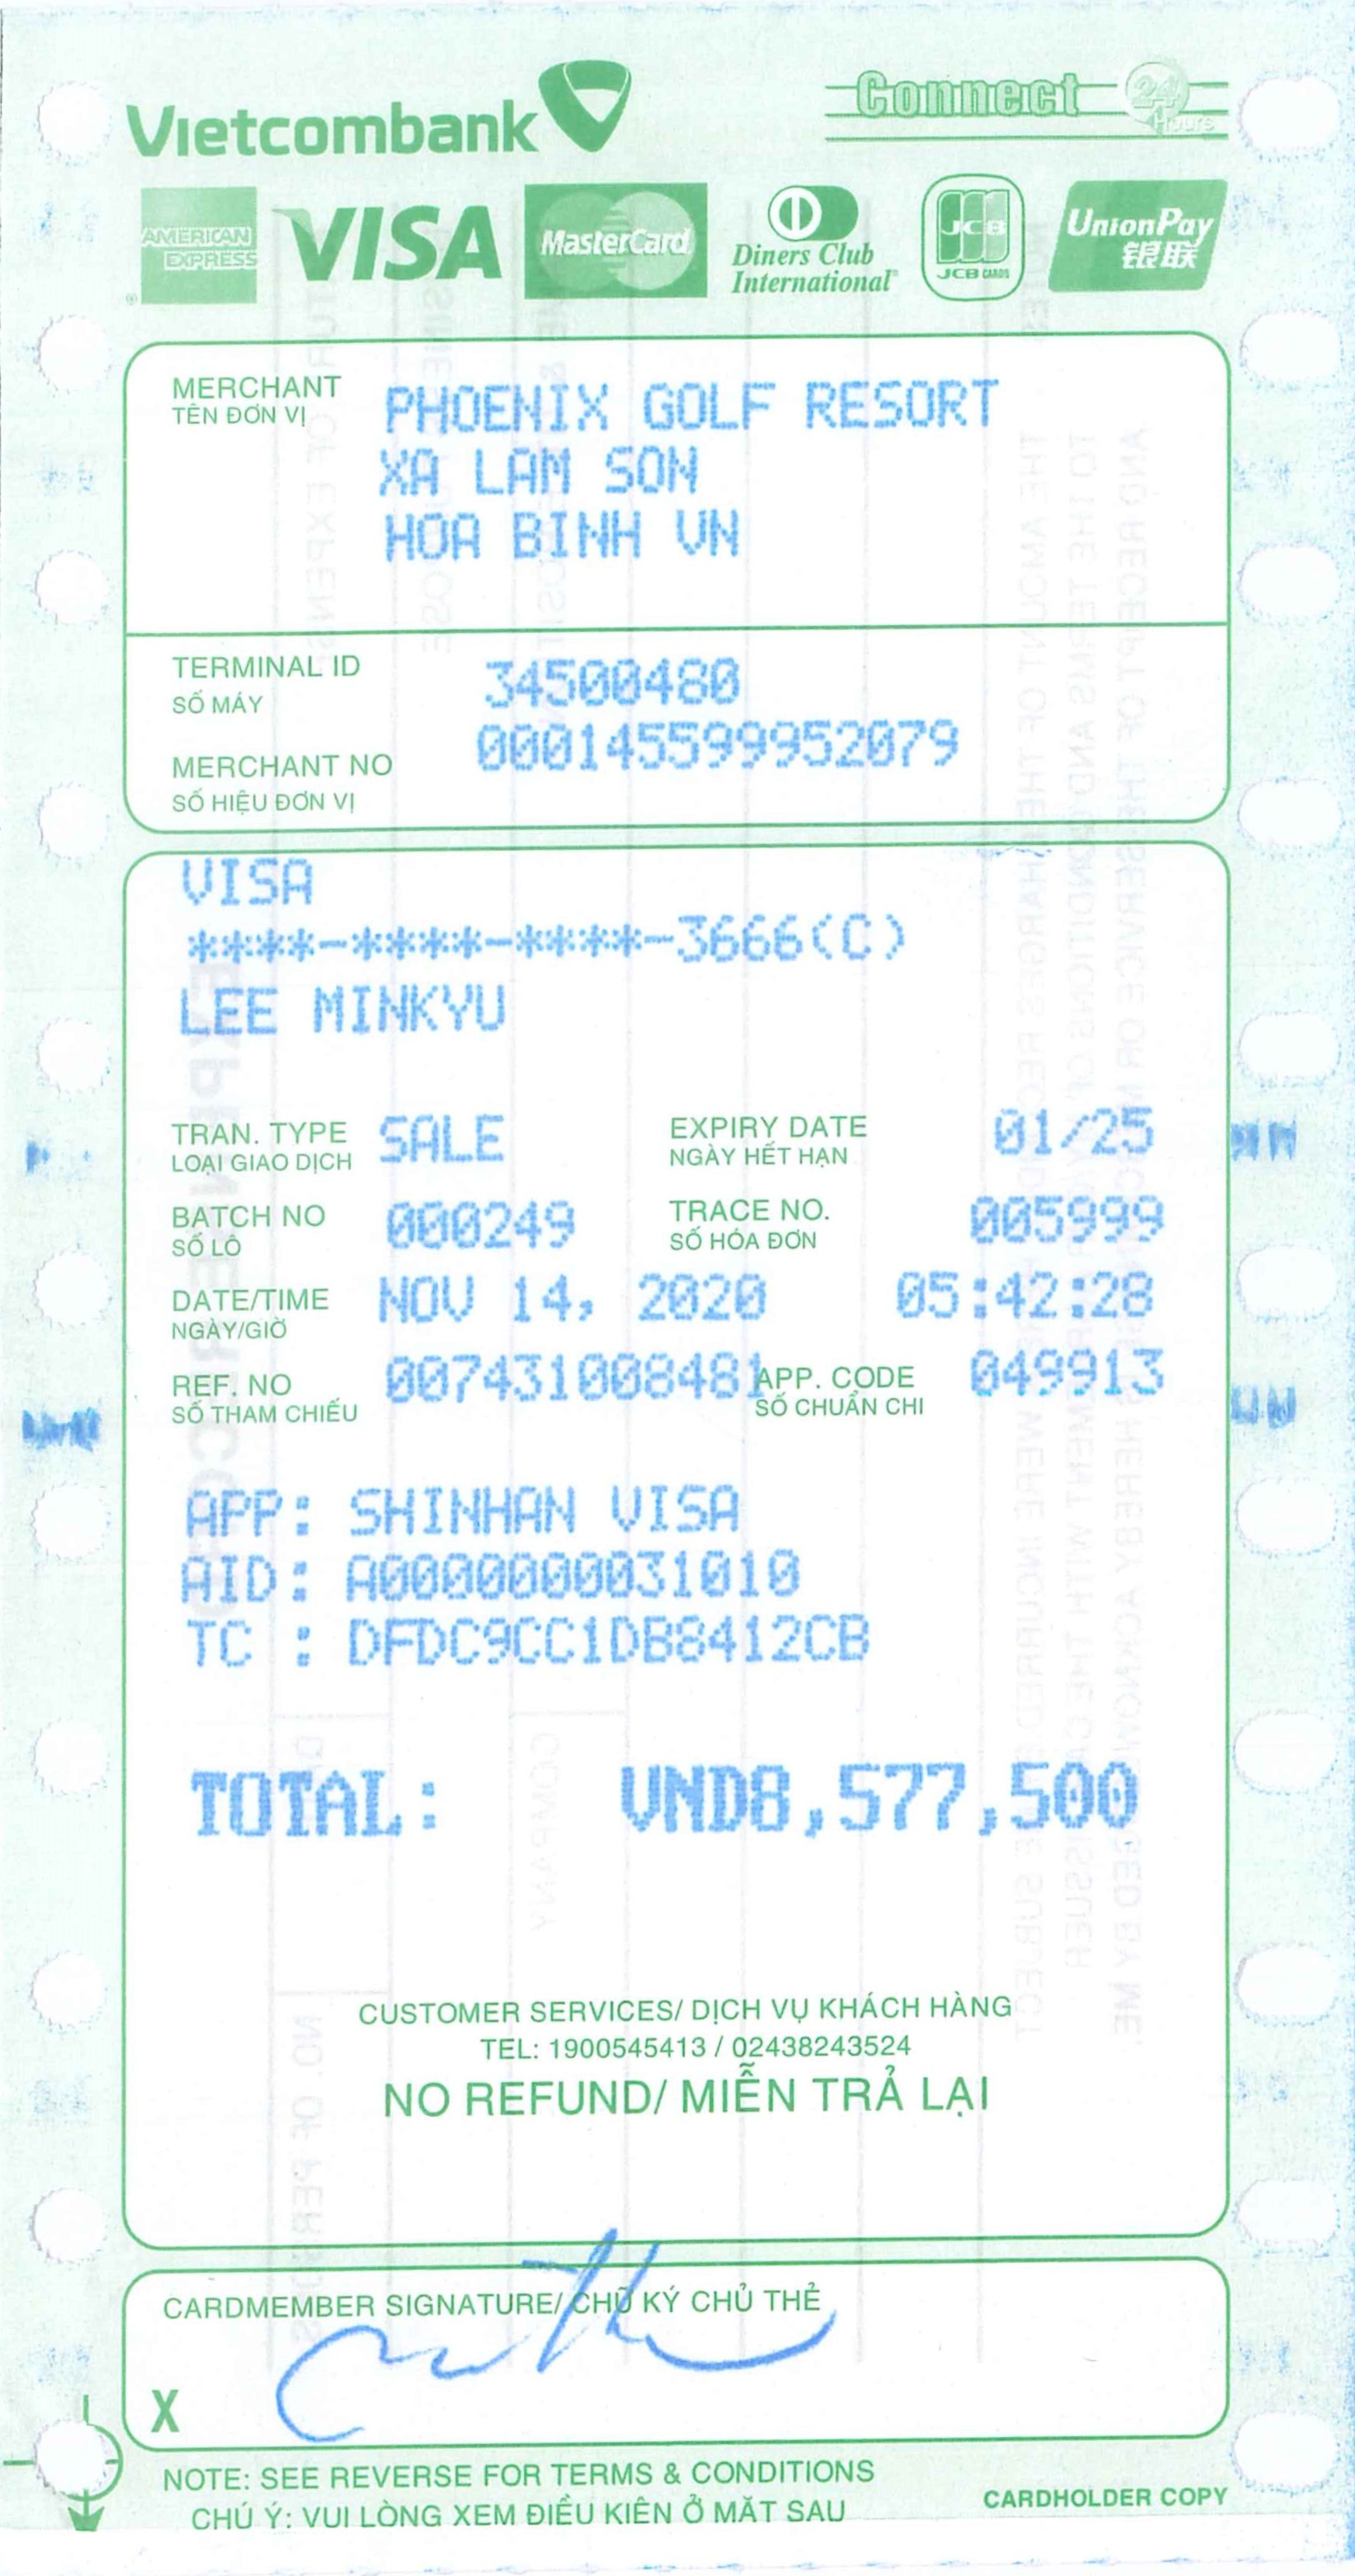 Vietcombank
Connect 24 Hours
AMERICAN EXPRESS
VISA
MasterCard
Diners Club International
JCB JCB CARDS
UnionPay 银联
MERCHANT PHOENIX GOLF RESORT
TÊN ĐƠN VỊ
XA LAM SON
HOA BINH VN
TERMINAL ID 34500480
SỐ MÁY
MERCHANT NO 000145599952079
SỐ HIỆU ĐƠN VỊ
VISA
****-****-****-3666(C)
LEE MINKYU
TRAN. TYPE SALE EXPIRY DATE 01/25
LOẠI GIAO DỊCH NGÀY HẾT HẠN
BATCH NO 000249 TRACE NO. 005999
SỐ LÔ SỐ HÓA ĐƠN
DATE/TIME NOV 14, 2020 05:42:28
NGÀY/GIỜ
REF. NO 007431008481 APP. CODE 049913
SỐ THAM CHIẾU SỐ CHUẨN CHI
APP: SHINHAN VISA
AID: A0000000031010
TC : DFDC9CC1DB8412CB
TOTAL: VND8,577,500
CUSTOMER SERVICES/ DỊCH VỤ KHÁCH HÀNG
TEL: 1900545413 / 02438243524
NO REFUND/ MIỄN TRẢ LẠI
CARDMEMBER SIGNATURE/ CHỮ KÝ CHỦ THẺ
X
NOTE: SEE REVERSE FOR TERMS & CONDITIONS
CHÚ Ý: VUI LÒNG XEM ĐIỀU KIỆN Ở MẶT SAU
CARDHOLDER COPY